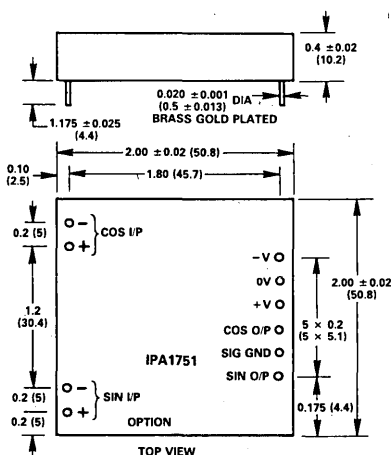 0.4 ±0.02
(10.2)
0.020 ±0.001
(0.5 ±0.013) DIA
BRASS GOLD PLATED
1.175 ±0.025
(4.4)
2.00 ±0.02 (50.8)
0.10
(2.5)
1.80 (45.7)
0.2 (5)
− COS I/P
+
1.2
(30.4)
−V
0V
+V
COS O/P
SIG GND
SIN O/P
2.00 ±0.02
(50.8)
5 × 0.2
(5 × 5.1)
IPA1751
0.2 (5)
− SIN I/P
+
0.2 (5)
OPTION
0.175 (4.4)
TOP VIEW